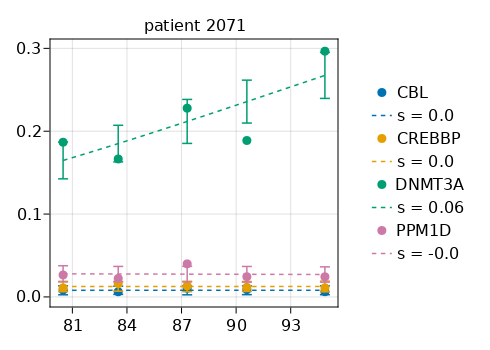 patient 2071
0.3
0.2
0.1
0.0
81 84 87 90 93
CBL
s = 0.0
CREBBP
s = 0.0
DNMT3A
s = 0.06
PPM1D
s = -0.0